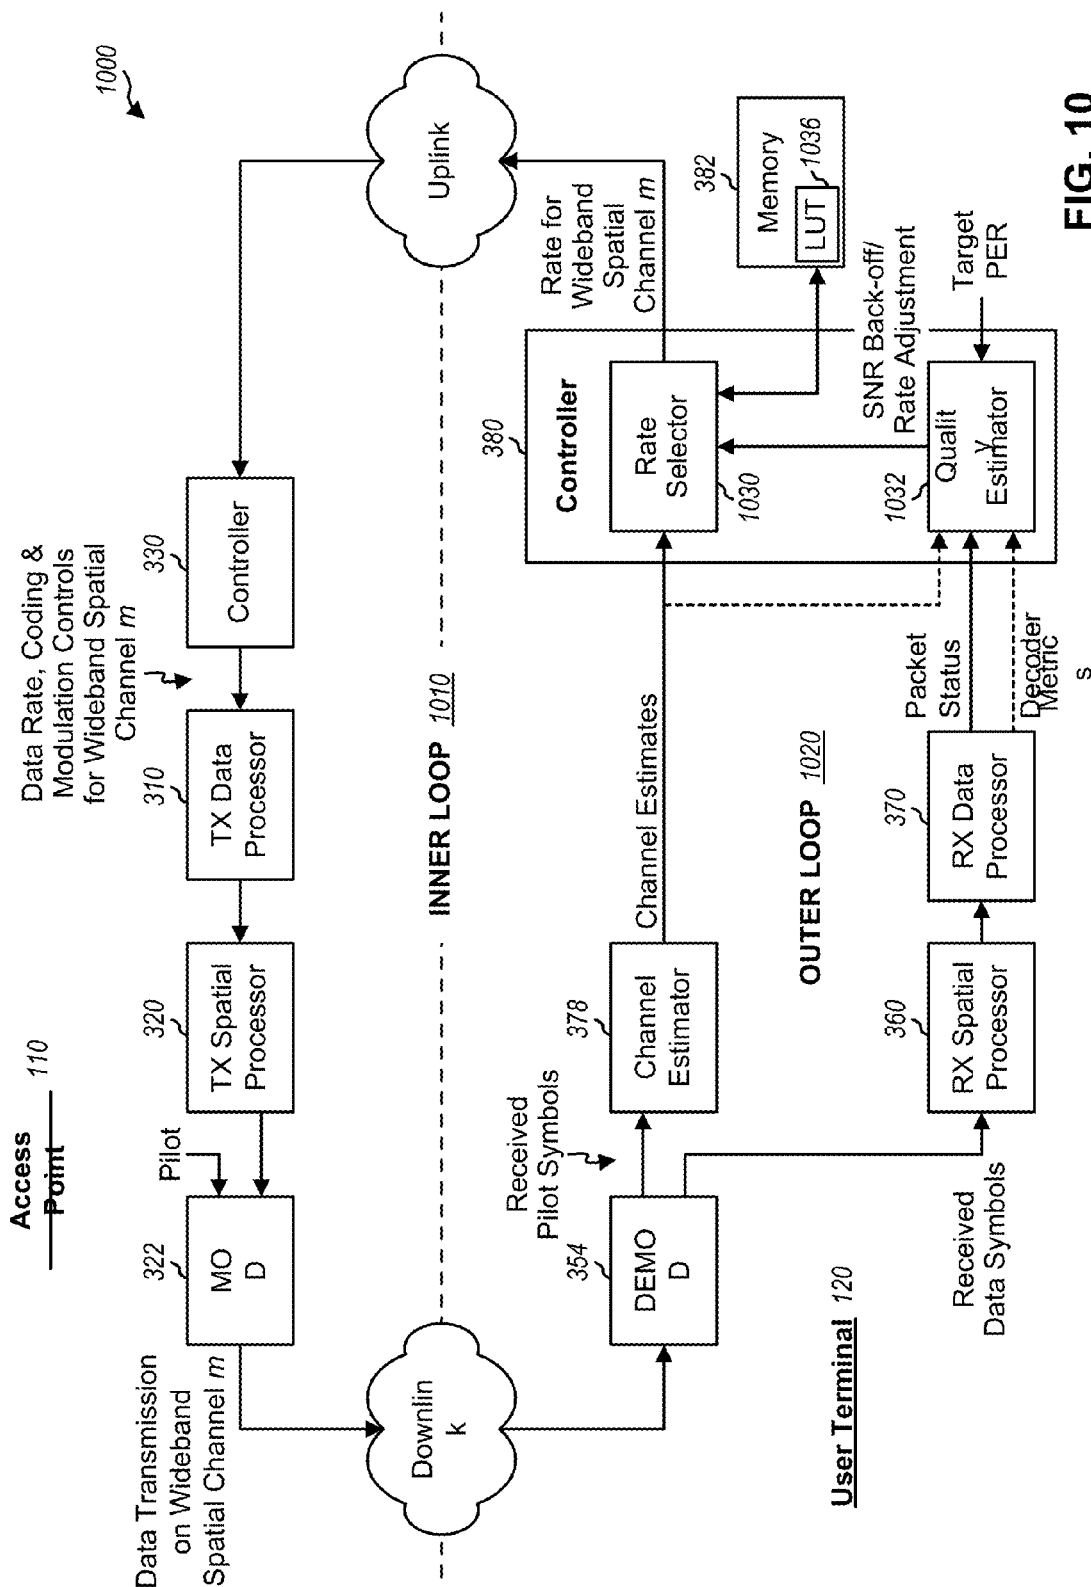 Access
Point
110
1000
Data Rate, Coding &
Modulation Controls
for Wideband Spatial
Channel m
Data Transmission
on Wideband
Spatial Channel m
322
MO
D
Pilot
320
TX Spatial
Processor
310
TX Data
Processor
330
Controller
Downlin
k
INNER LOOP 1010
Uplink
354
DEMO
D
Received
Pilot Symbols
378
Channel
Estimator
Channel Estimates
380
Controller
Rate
Selector
1030
Rate for
Wideband
Spatial
Channel m
382
Memory
LUT
1036
User Terminal 120
OUTER LOOP 1020
Received
Data Symbols
360
RX Spatial
Processor
370
RX Data
Processor
Packet
Status
Decoder
Metric
s
1032
Qualit
y
Estimator
SNR Back-off/
Rate Adjustment
Target
PER
FIG. 10